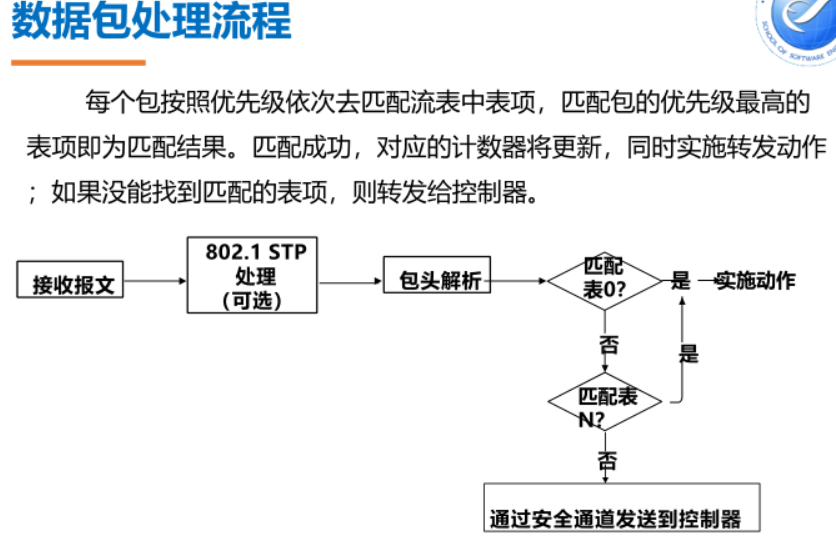 数据包处理流程
SCHOOL OF SOFTWARE EN
每个包按照优先级依次去匹配流表中表项，匹配包的优先级最高的
表项即为匹配结果。匹配成功，对应的计数器将更新，同时实施转发动作
；如果没能找到匹配的表项，则转发给控制器。
接收报文
802.1 STP
处理
（可选）
包头解析
匹配
表0?
是
实施动作
否
是
匹配表
N?
否
通过安全通道发送到控制器